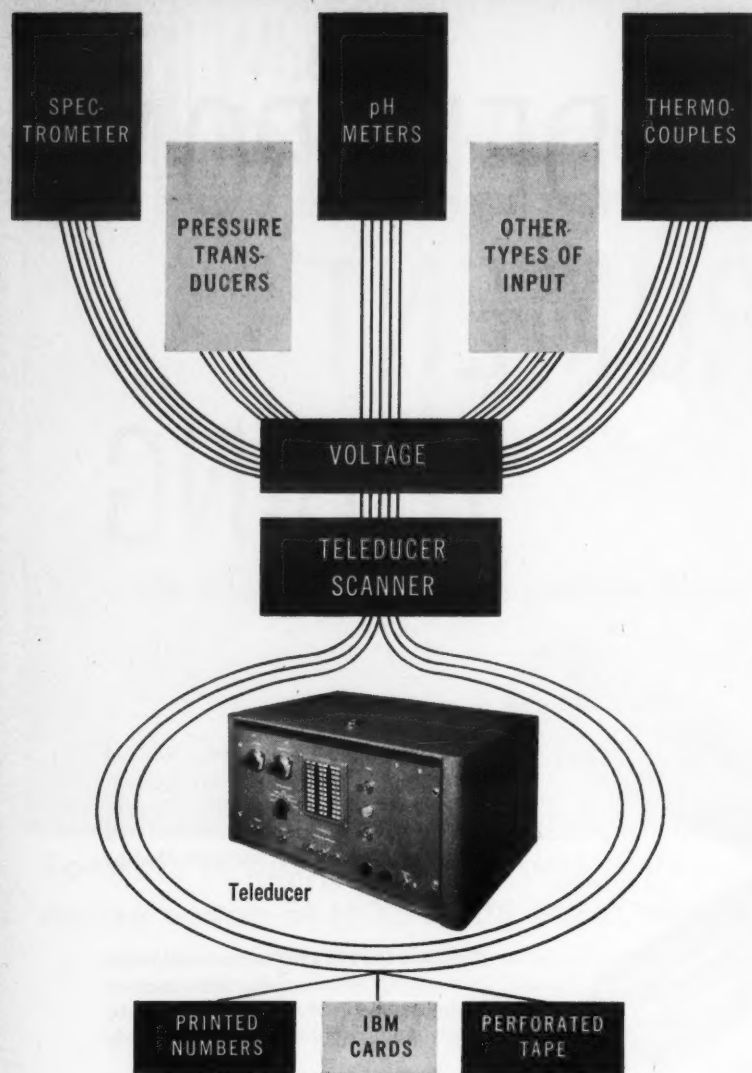 SPEC-
TROMETER
pH
METERS
THERMO-
COUPLES
PRESSURE
TRANS-
DUCERS
OTHER-
TYPES OF
INPUT
VOLTAGE
TELEDUCER
SCANNER
Teleducer
PRINTED
NUMBERS
IBM
CARDS
PERFORATED
TAPE